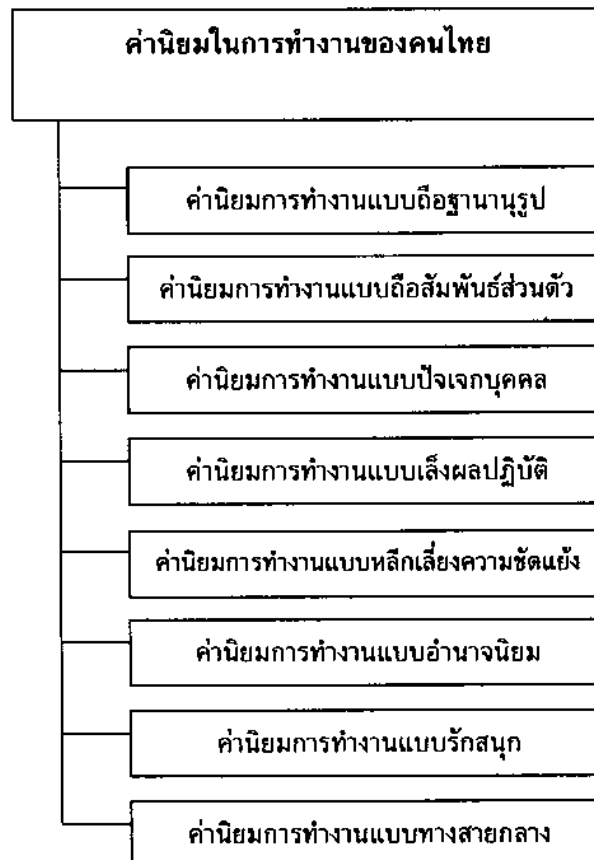 ค่านิยมในการทำงานของคนไทย
ค่านิยมการทำงานแบบถือฐานานุรูป
ค่านิยมการทำงานแบบถือสัมพันธ์ส่วนตัว
ค่านิยมการทำงานแบบปัจเจกบุคคล
ค่านิยมการทำงานแบบเล็งผลปฏิบัติ
ค่านิยมการทำงานแบบหลีกเลี่ยงความขัดแย้ง
ค่านิยมการทำงานแบบอำนาจนิยม
ค่านิยมการทำงานแบบรักสนุก
ค่านิยมการทำงานแบบทางสายกลาง